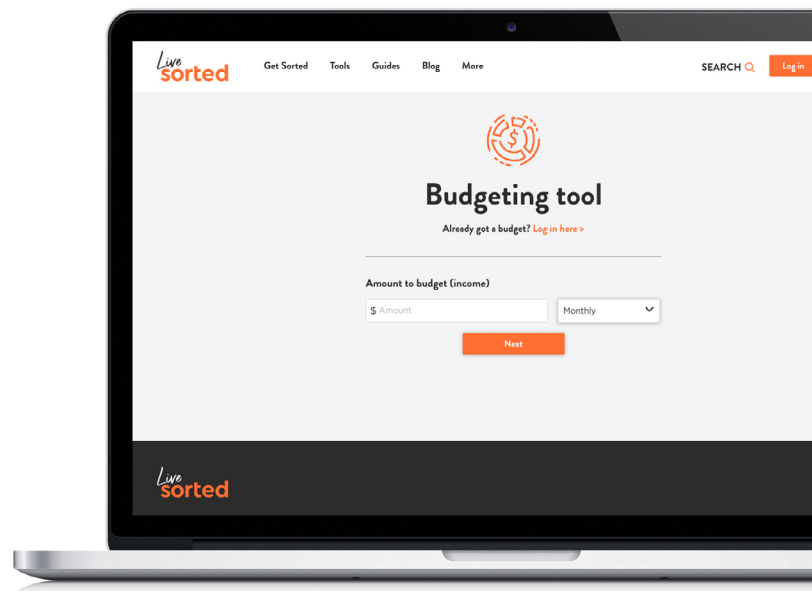 Live
sorted
Get Sorted Tools Guides Blog More
SEARCH
Log in
$
Budgeting tool
Already got a budget? Log in here >
Amount to budget (income)
$ Amount
Monthly
Next
Live
sorted